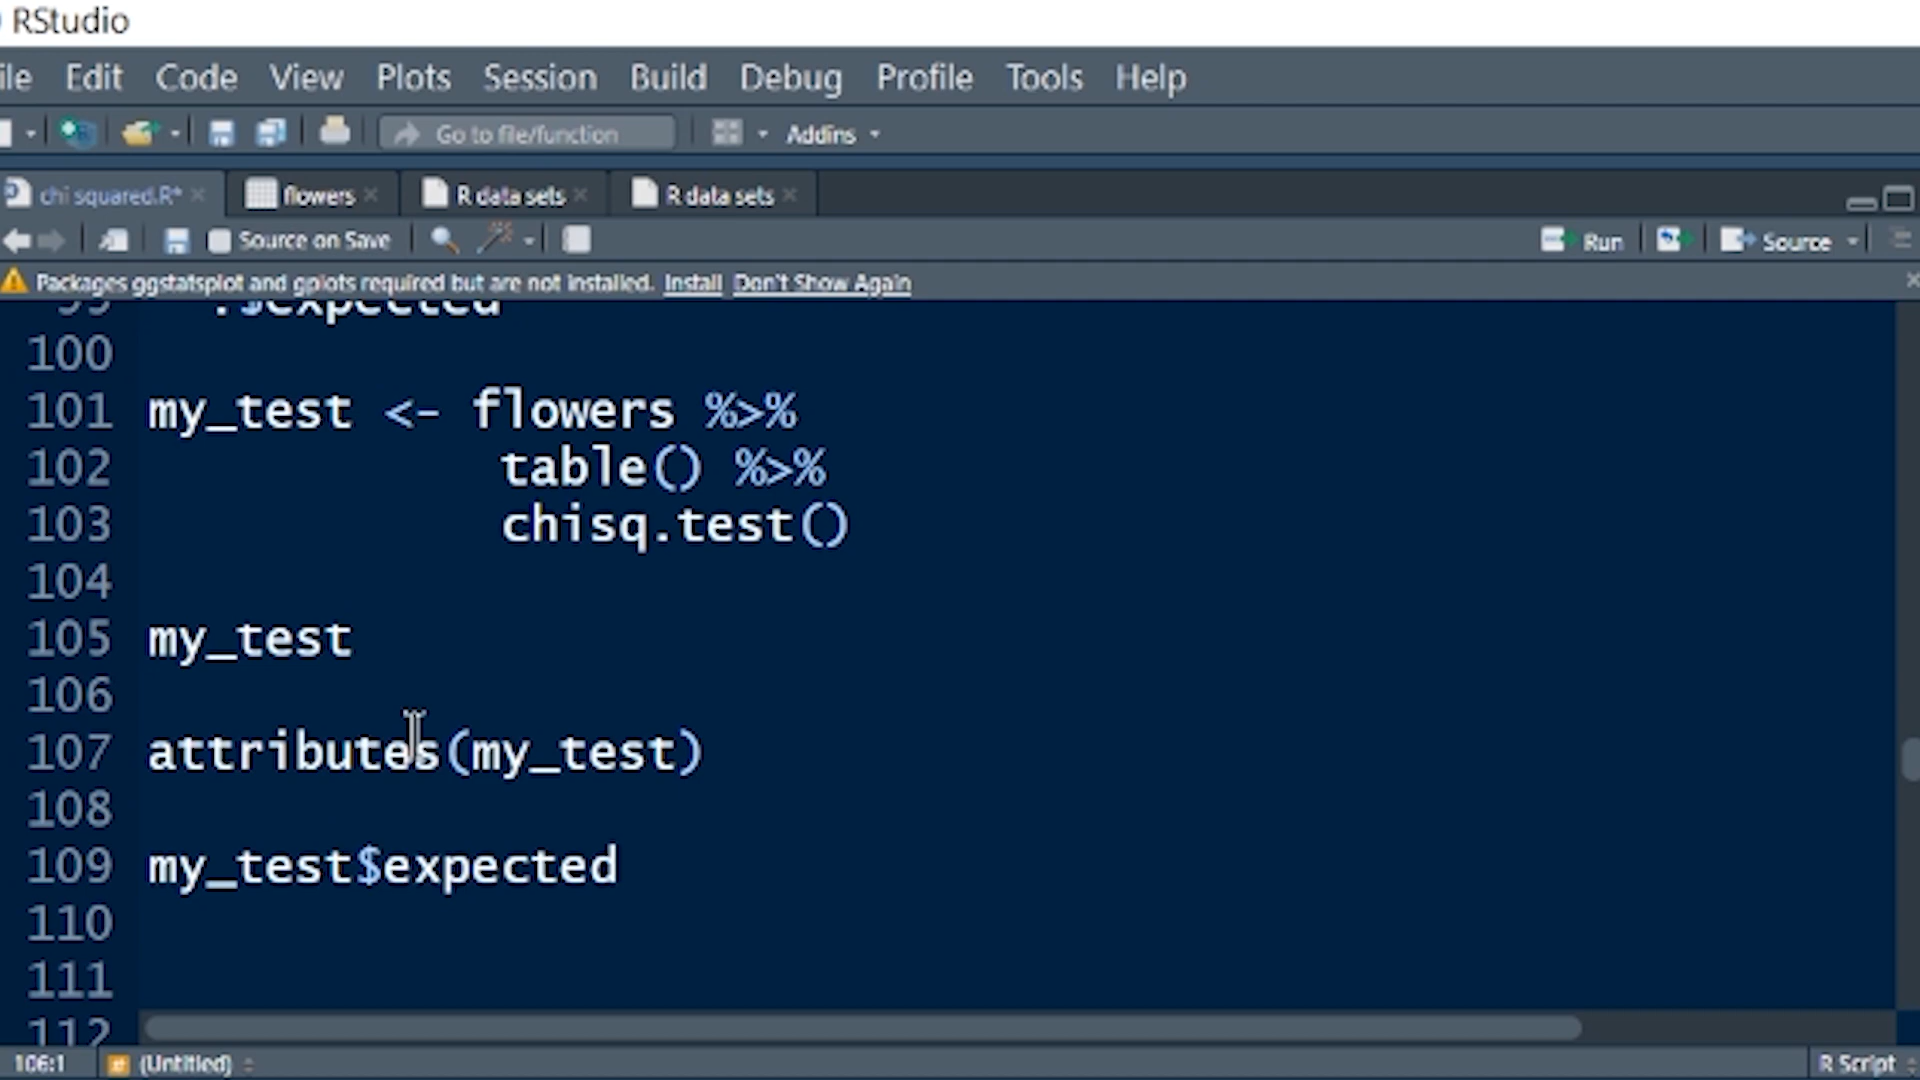 RStudio
ile Edit Code View Plots Session Build Debug Profile Tools Help
Go to file/function Addins
chi squared.R* flowers R data sets R data sets
Source on Save Run Source
Packages ggstatsplot and gplots required but are not installed. Install Don't Show Again
99 .$expected
100
101 my_test <- flowers %>%
102 table() %>%
103 chisq.test()
104
105 my_test
106
107 attributes(my_test)
108
109 my_test$expected
110
111
112
106:1 (Untitled) R Script